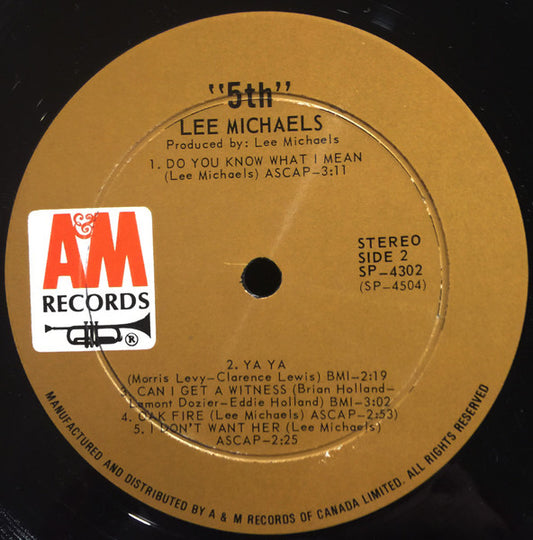 "5th"
LEE MICHAELS
Produced by: Lee Michaels
1. DO YOU KNOW WHAT I MEAN
(Lee Michaels) ASCAP–3:11
A&M
RECORDS
®
STEREO
SIDE 2
SP–4302
(SP–4504)
2. YA YA
(Morris Levy–Clarence Lewis) BMI–2:19
3. CAN I GET A WITNESS (Brian Holland–
Lamont Dozier–Eddie Holland) BMI–3:02
4. OAK FIRE (Lee Michaels) ASCAP–2:53)
5. I DON'T WANT HER (Lee Michaels)
ASCAP–2:25
MANUFACTURED AND DISTRIBUTED BY A & M RECORDS OF CANADA LIMITED. ALL RIGHTS RESERVED